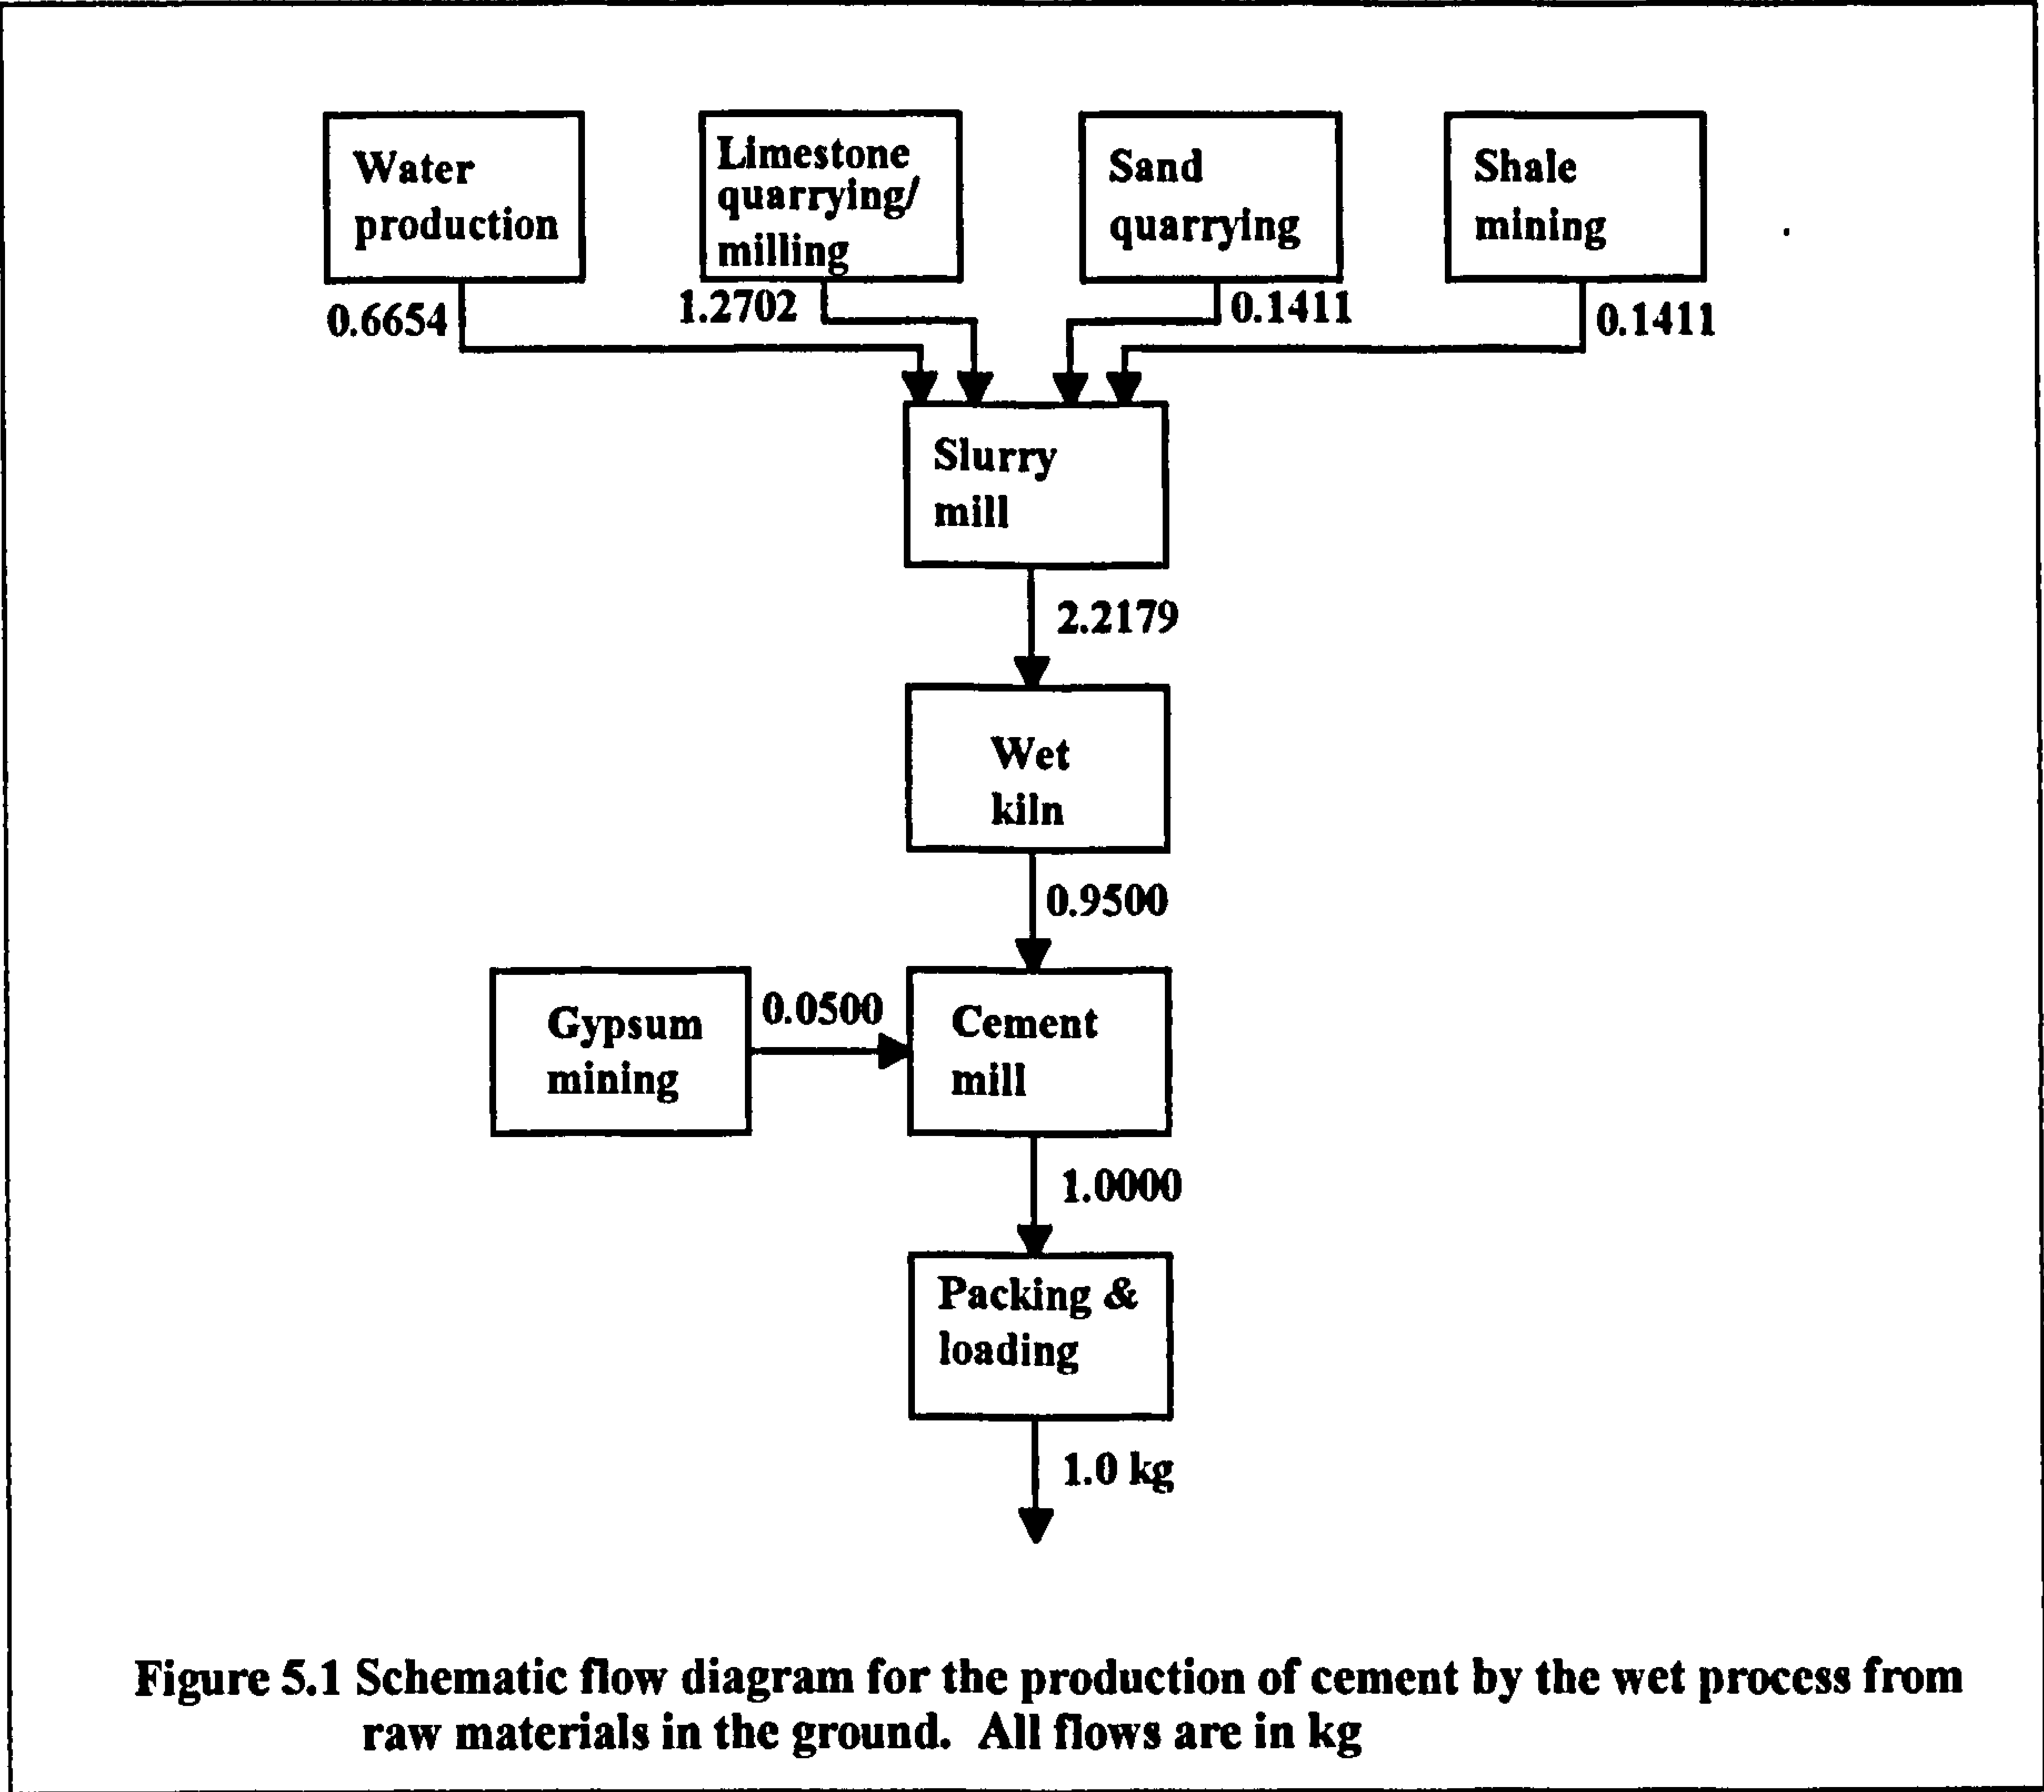 Water
production
Limestone
quarrying/
milling
Sand
quarrying
Shale
mining
0.6654
1.2702
0.1411
0.1411
Slurry
mill
2.2179
Wet
kiln
0.9500
Gypsum
mining
0.0500
Cement
mill
1.0000
Packing &
loading
1.0 kg
Figure 5.1 Schematic flow diagram for the production of cement by the wet process from
raw materials in the ground. All flows are in kg